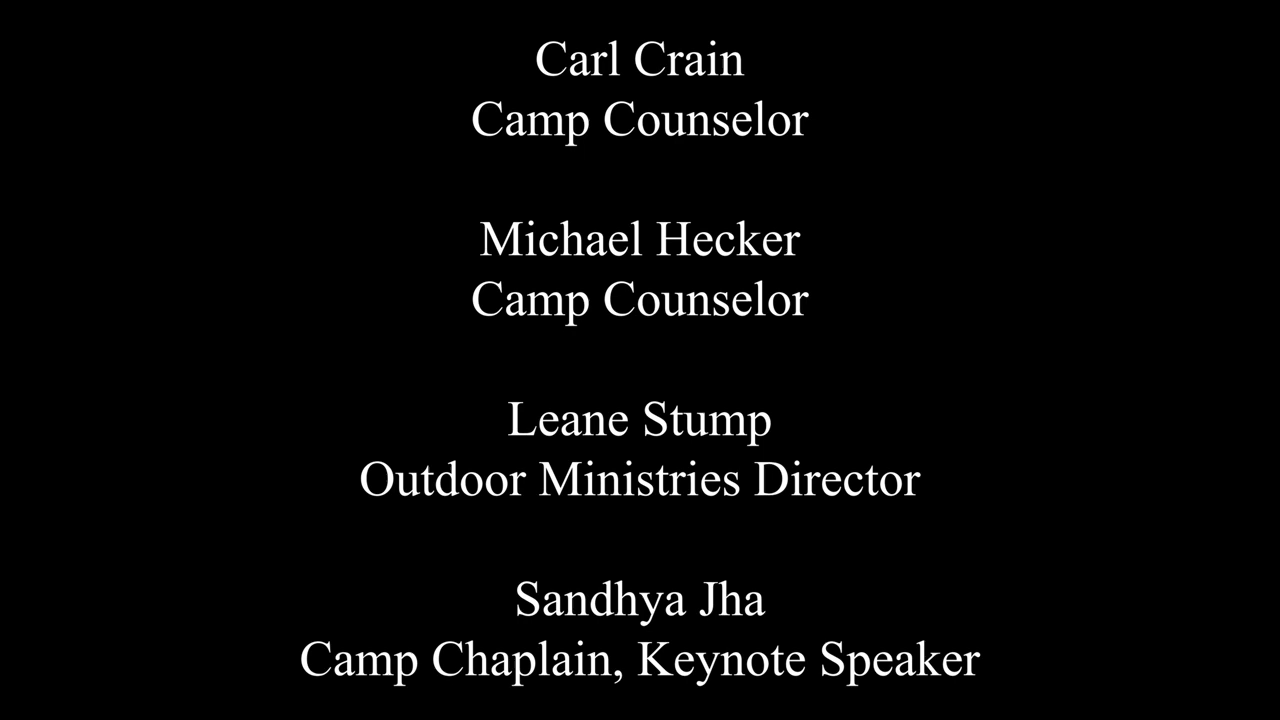 Carl Crain
Camp Counselor
Michael Hecker
Camp Counselor
Leane Stump
Outdoor Ministries Director
Sandhya Jha
Camp Chaplain, Keynote Speaker